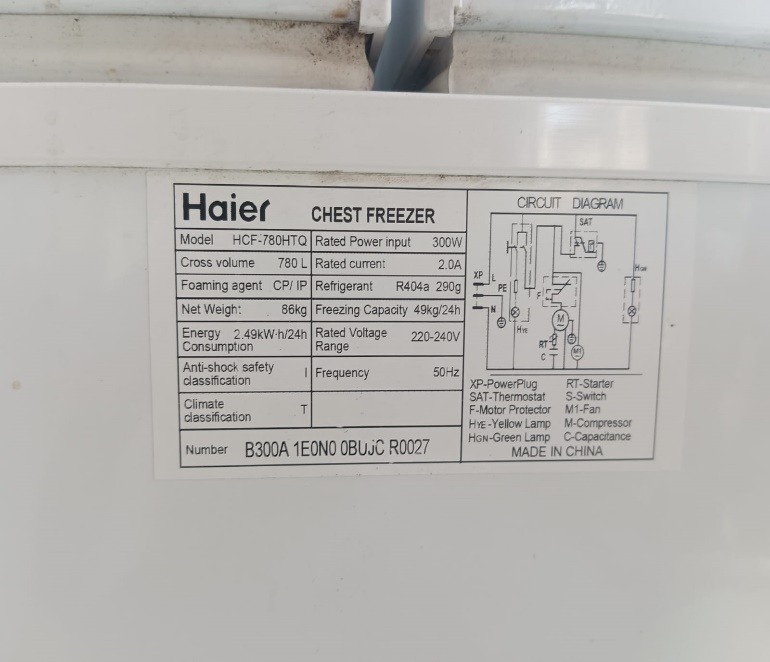 Haier CHEST FREEZER
Model HCF-780HTQ Rated Power input 300W
Cross volume 780 L Rated current 2.0A
Foaming agent CP/ IP Refrigerant R404a 290g
Net Weight 86kg Freezing Capacity 49kg/24h
Energy Consumption 2.49kW·h/24h Rated Voltage Range 220-240V
Anti-shock safety classification I Frequency 50Hz
Climate classification T
Number B300A 1E0N0 0BUJC R0027
CIRCUIT DIAGRAM
SAT
XP L
PE
N
HYE
F
M
RT
C
M1
HGN
XP-PowerPlug RT-Starter
SAT-Thermostat S-Switch
F-Motor Protector M1-Fan
HYE-Yellow Lamp M-Compressor
HGN-Green Lamp C-Capacitance
MADE IN CHINA